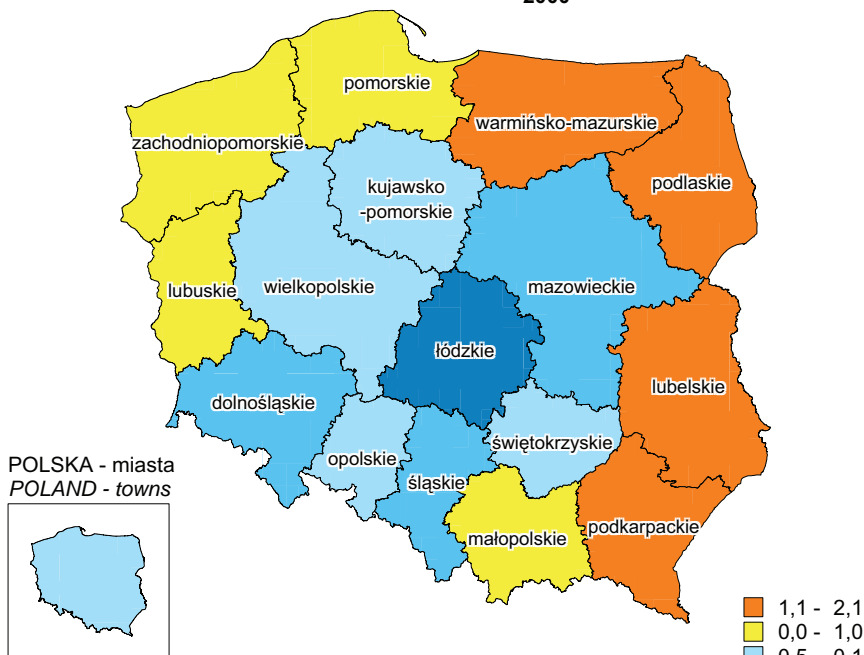 pomorskie
warmińsko-mazurskie
zachodniopomorskie
podlaskie
kujawsko
-pomorskie
lubuskie
wielkopolskie
mazowieckie
łódzkie
lubelskie
dolnośląskie
świętokrzyskie
opolskie
śląskie
POLSKA - miasta
POLAND - towns
podkarpackie
małopolskie
1,1 - 2,1
0,0 - 1,0